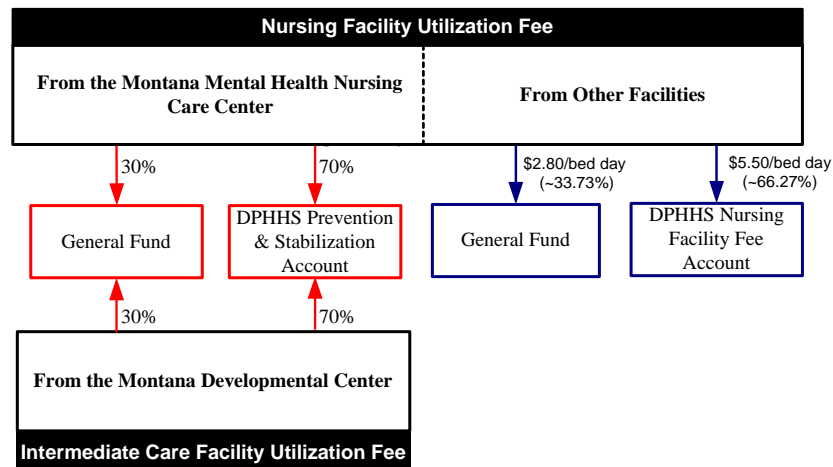 Nursing Facility Utilization Fee
From the Montana Mental Health Nursing
Care Center
From Other Facilities
30%
70%
$2.80/bed day
(~33.73%)
$5.50/bed day
(~66.27%)
General Fund
DPHHS Prevention
& Stabilization
Account
General Fund
DPHHS Nursing
Facility Fee
Account
30%
70%
From the Montana Developmental Center
Intermediate Care Facility Utilization Fee